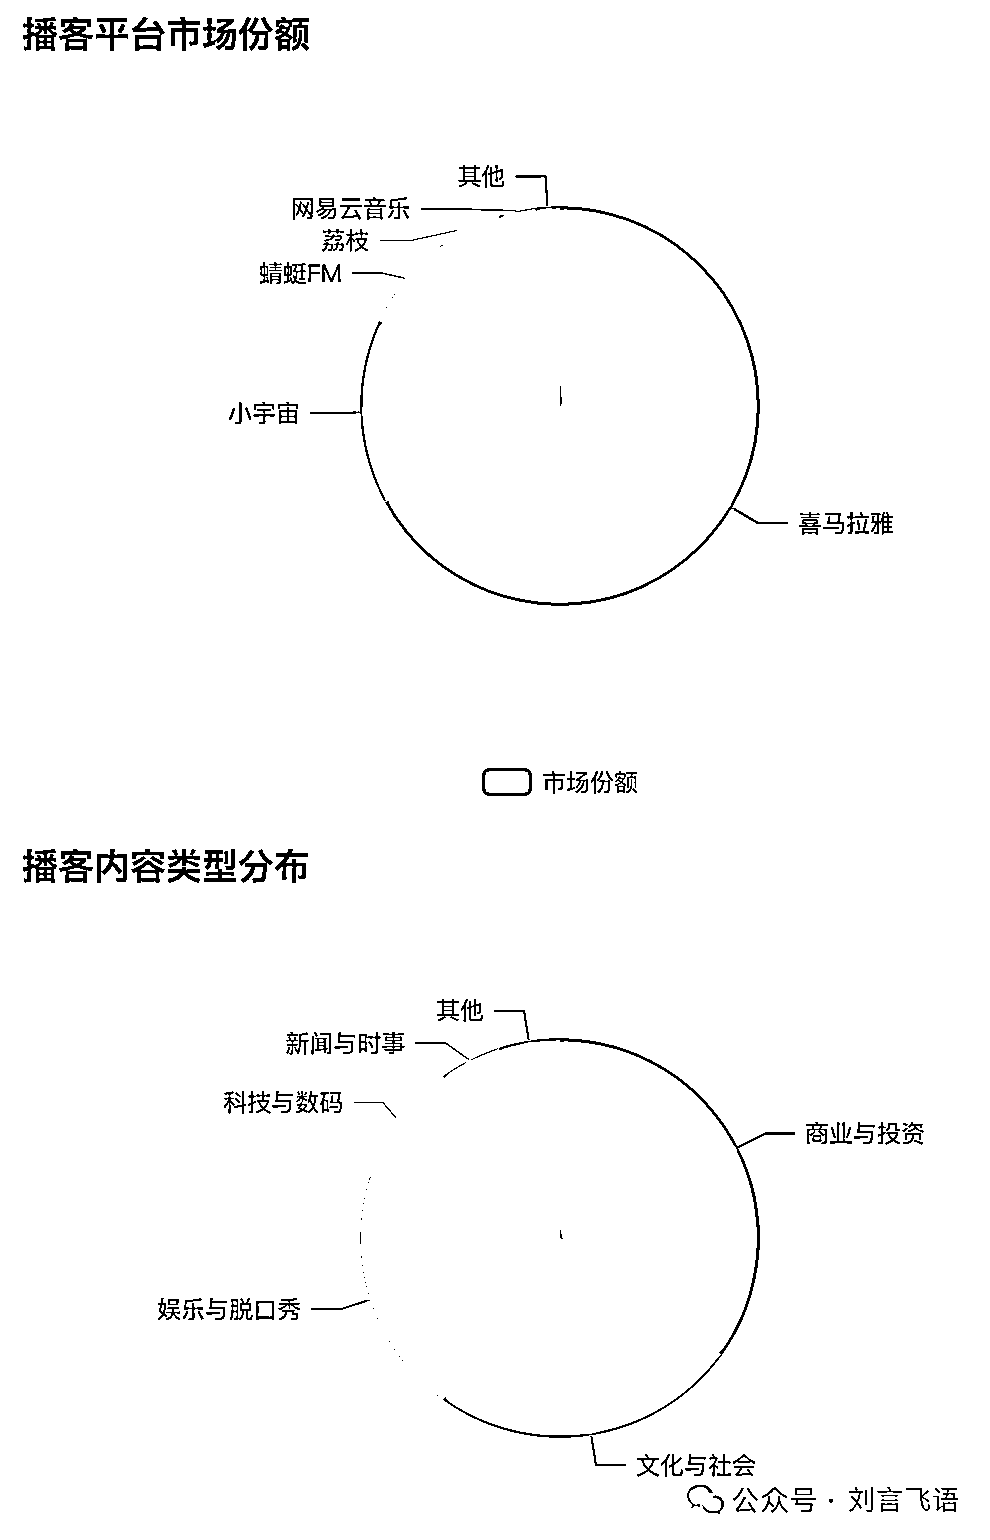 播客平台市场份额
其他
网易云音乐
荔枝
蜻蜓FM
小宇宙
喜马拉雅
市场份额
播客内容类型分布
其他
新闻与时事
科技与数码
商业与投资
娱乐与脱口秀
文化与社会
公众号·刘言飞语